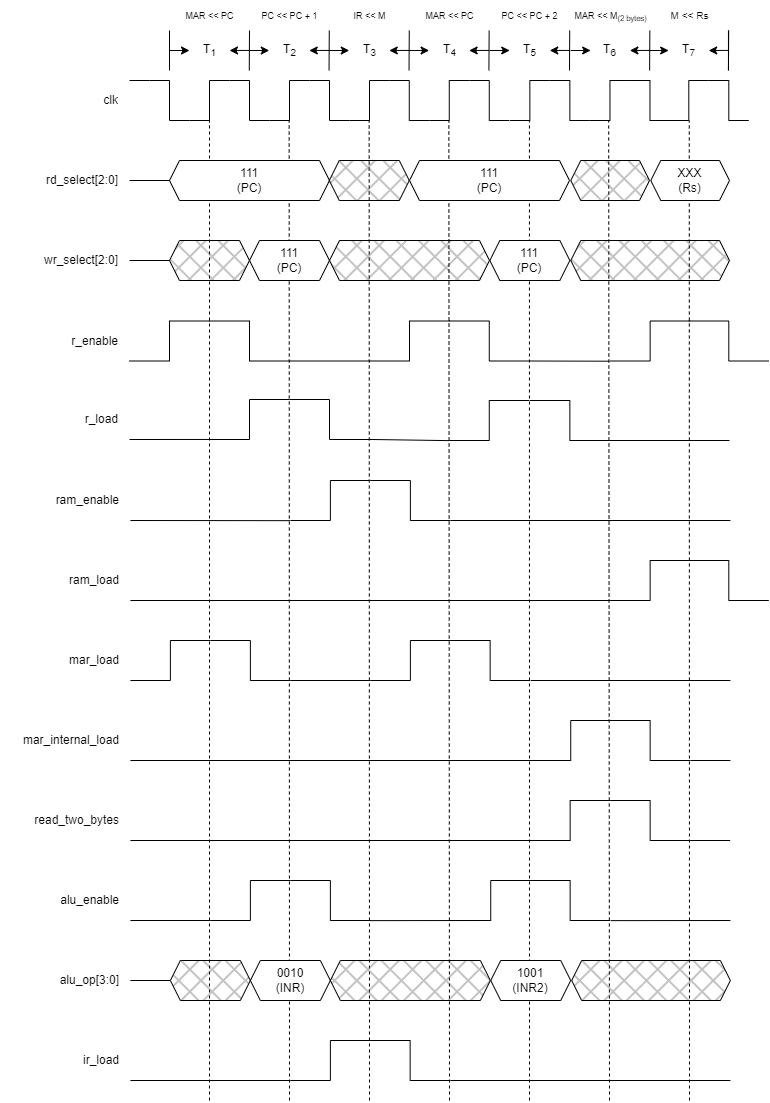 MAR << PC PC << PC + 1 IR << M MAR << PC PC << PC + 2 MAR << M(2 bytes) M << Rs
T1 T2 T3 T4 T5 T6 T7
clk
rd_select[2:0]
111
(PC)
111
(PC)
XXX
(Rs)
wr_select[2:0]
111
(PC)
111
(PC)
r_enable
r_load
ram_enable
ram_load
mar_load
mar_internal_load
read_two_bytes
alu_enable
alu_op[3:0]
0010
(INR)
1001
(INR2)
ir_load